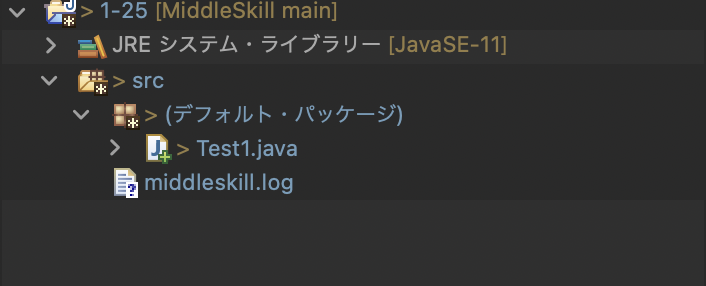 > 1-25 [MiddleSkill main]
JRE システム・ライブラリー [JavaSE-11]
> src
> (デフォルト・パッケージ)
> Test1.java
middleskill.log